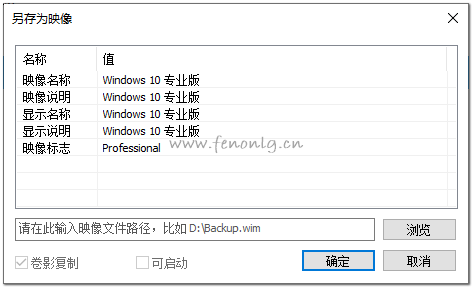 另存为映像
名称 值
映像名称 Windows 10 专业版
映像说明 Windows 10 专业版
显示名称 Windows 10 专业版
显示说明 Windows 10 专业版
映像标志 Professional
www.fenonlg.cn
请在此输入映像文件路径，比如 D:\Backup.wim
浏览
卷影复制 可启动 确定 取消